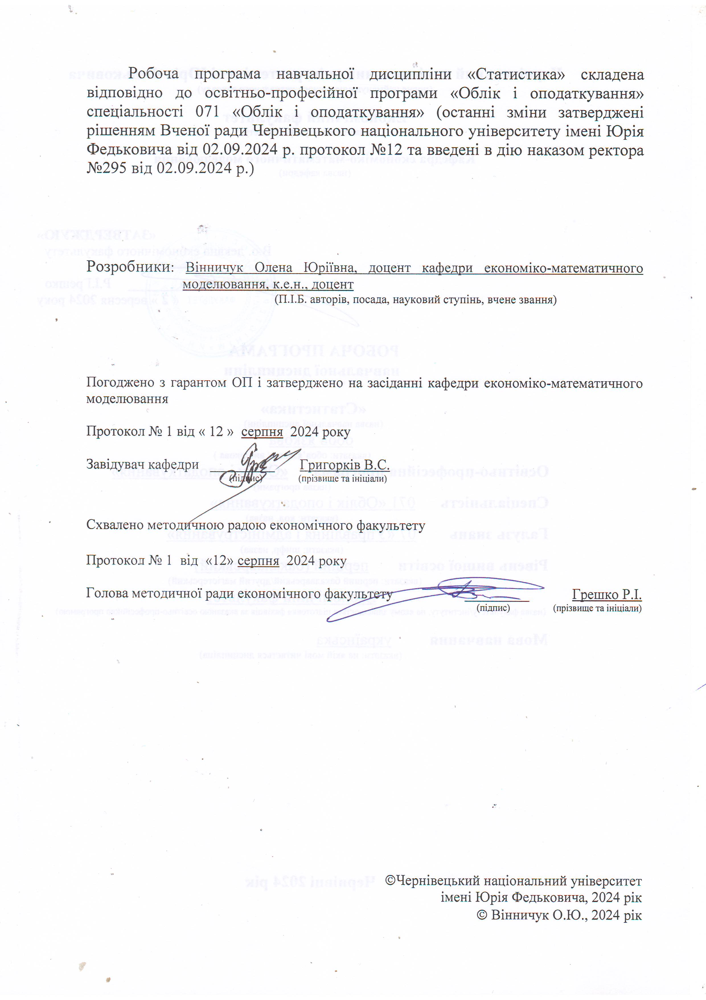 Робоча програма навчальної дисципліни «Статистика» складена
відповідно до освітньо-професійної програми «Облік і оподаткування»
спеціальності 071 «Облік і оподаткування» (останні зміни затверджені
рішенням Вченої ради Чернівецького національного університету імені Юрія
Федьковича від 02.09.2024 р. протокол №12 та введені в дію наказом ректора
№295 від 02.09.2024 р.)
Розробники: Вінничук Олена Юріївна, доцент кафедри економіко-математичного
моделювання, к.е.н., доцент
(П.І.Б. авторів, посада, науковий ступінь, вчене звання)
Погоджено з гарантом ОП і затверджено на засіданні кафедри економіко-математичного
моделювання
Протокол № 1 від « 12 » серпня 2024 року
Завідувач кафедри Григорків В.С.
(підпис) (прізвище та ініціали)
Схвалено методичною радою економічного факультету
Протокол № 1 від «12» серпня 2024 року
Голова методичної ради економічного факультету Грешко Р.І.
(підпис) (прізвище та ініціали)
©Чернівецький національний університет
імені Юрія Федьковича, 2024 рік
© Вінничук О.Ю., 2024 рік